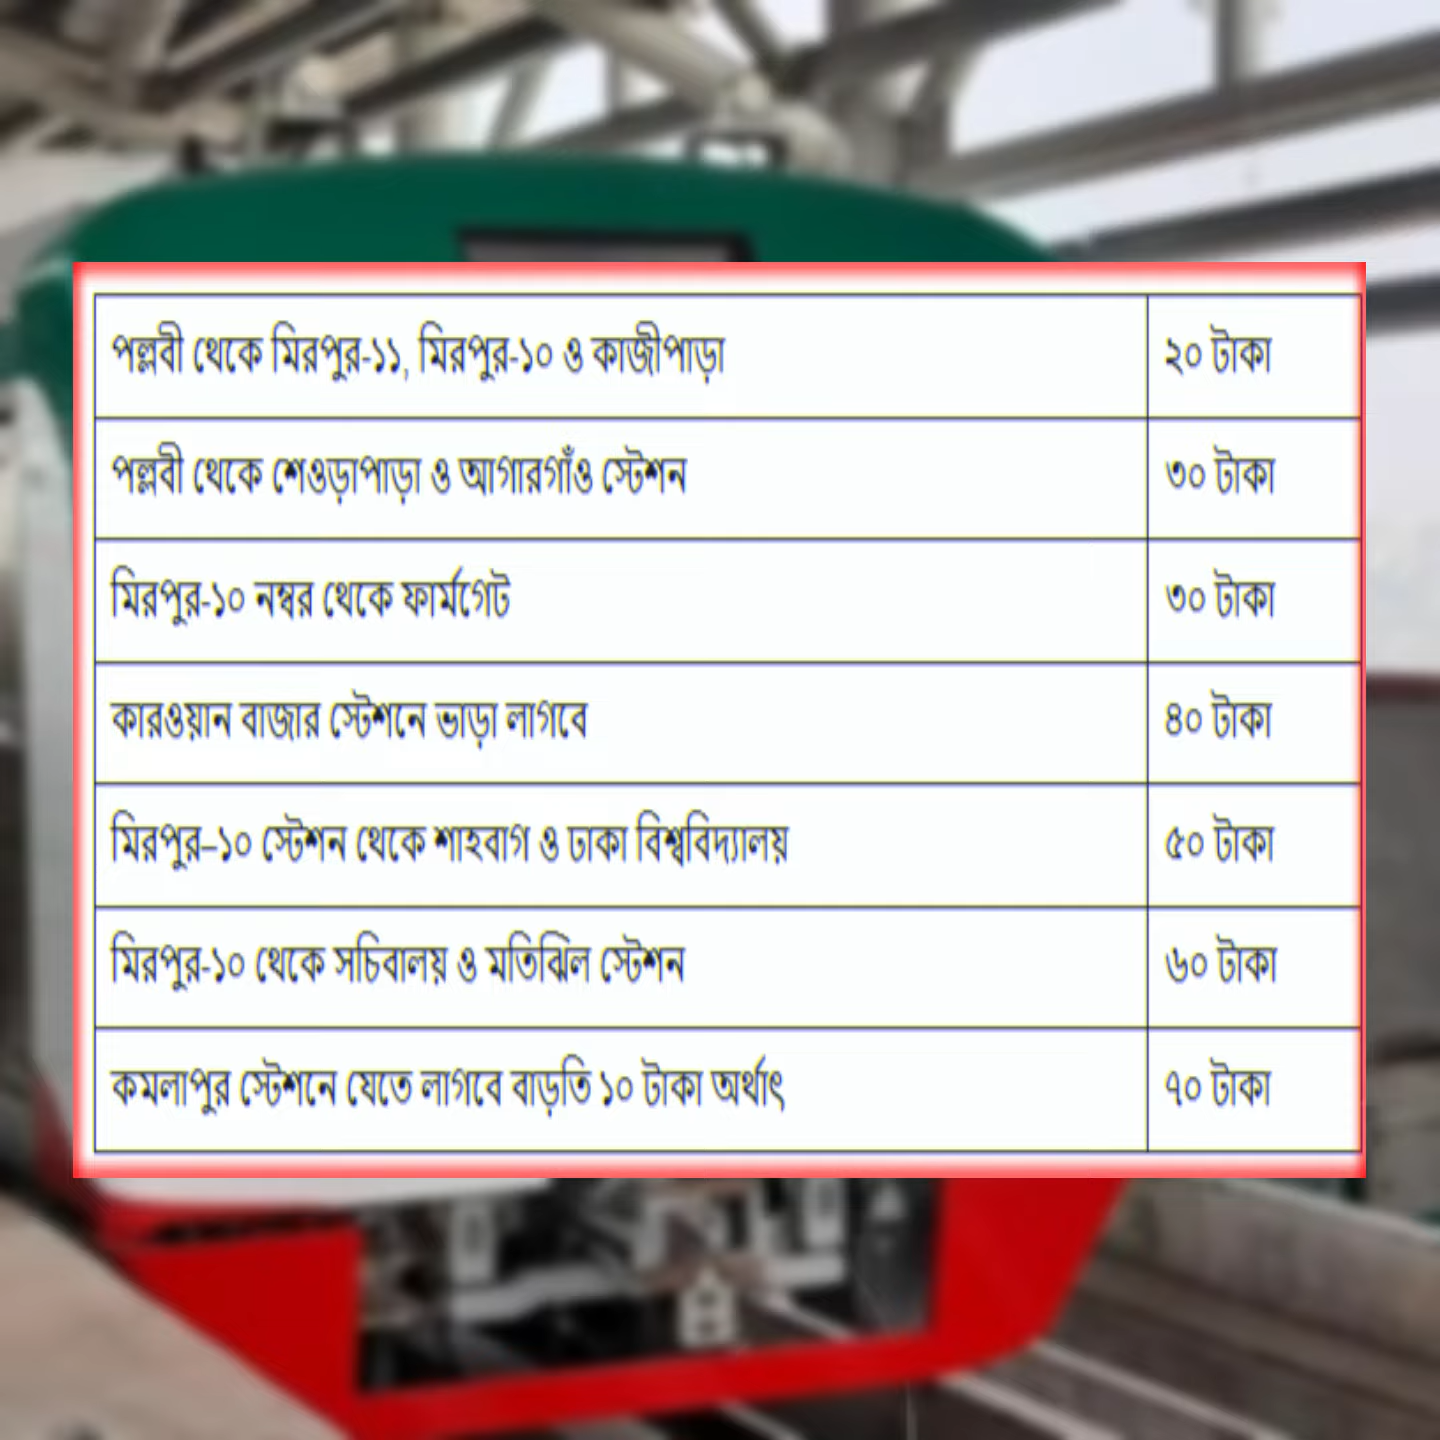 পল্লবী থেকে মিরপুর-১১, মিরপুর-১০ ও কাজীপাড়া ২০ টাকা
পল্লবী থেকে শেওড়াপাড়া ও আগারগাঁও স্টেশন ৩০ টাকা
মিরপুর-১০ নম্বর থেকে ফার্মগেট ৩০ টাকা
কারওয়ান বাজার স্টেশনে ভাড়া লাগবে ৪০ টাকা
মিরপুর–১০ স্টেশন থেকে শাহবাগ ও ঢাকা বিশ্ববিদ্যালয় ৫০ টাকা
মিরপুর-১০ থেকে সচিবালয় ও মতিঝিল স্টেশন ৬০ টাকা
কমলাপুর স্টেশনে যেতে লাগবে বাড়তি ১০ টাকা অর্থাৎ ৭০ টাকা